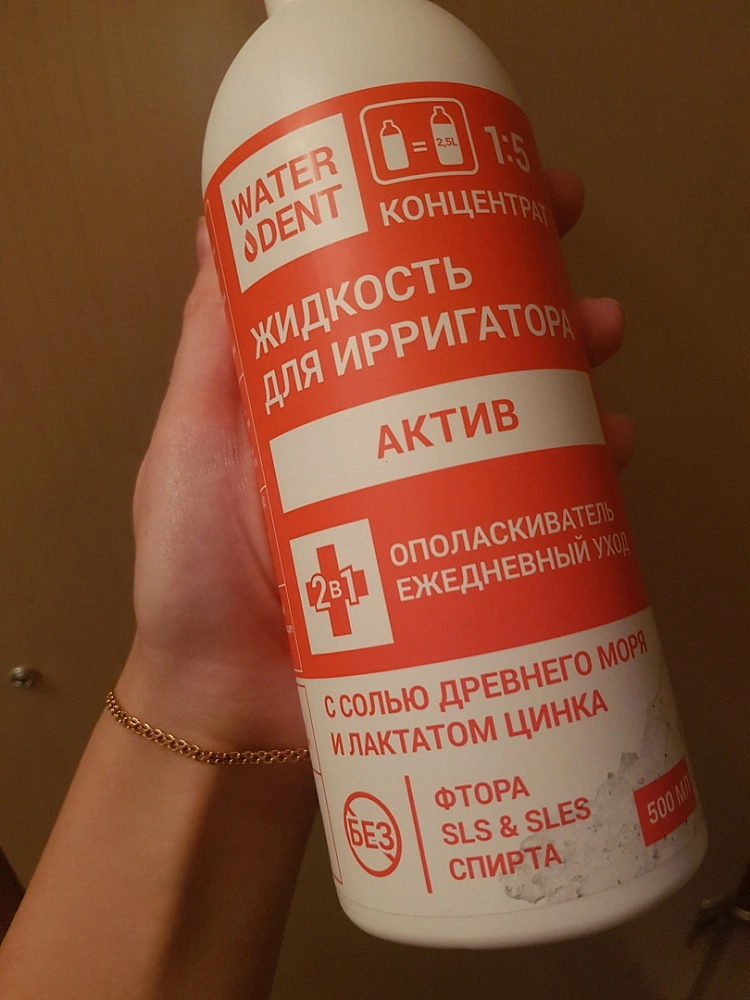 WATER
DENT
= 2,5L
1:5
КОНЦЕНТРАТ
ЖИДКОСТЬ
ДЛЯ ИРРИГАТОРА
АКТИВ
2в1
ОПОЛАСКИВАТЕЛЬ
ЕЖЕДНЕВНЫЙ УХОД
С СОЛЬЮ ДРЕВНЕГО МОРЯ
И ЛАКТАТОМ ЦИНКА
БЕЗ
ФТОРА
SLS & SLES
СПИРТА
500 МЛ